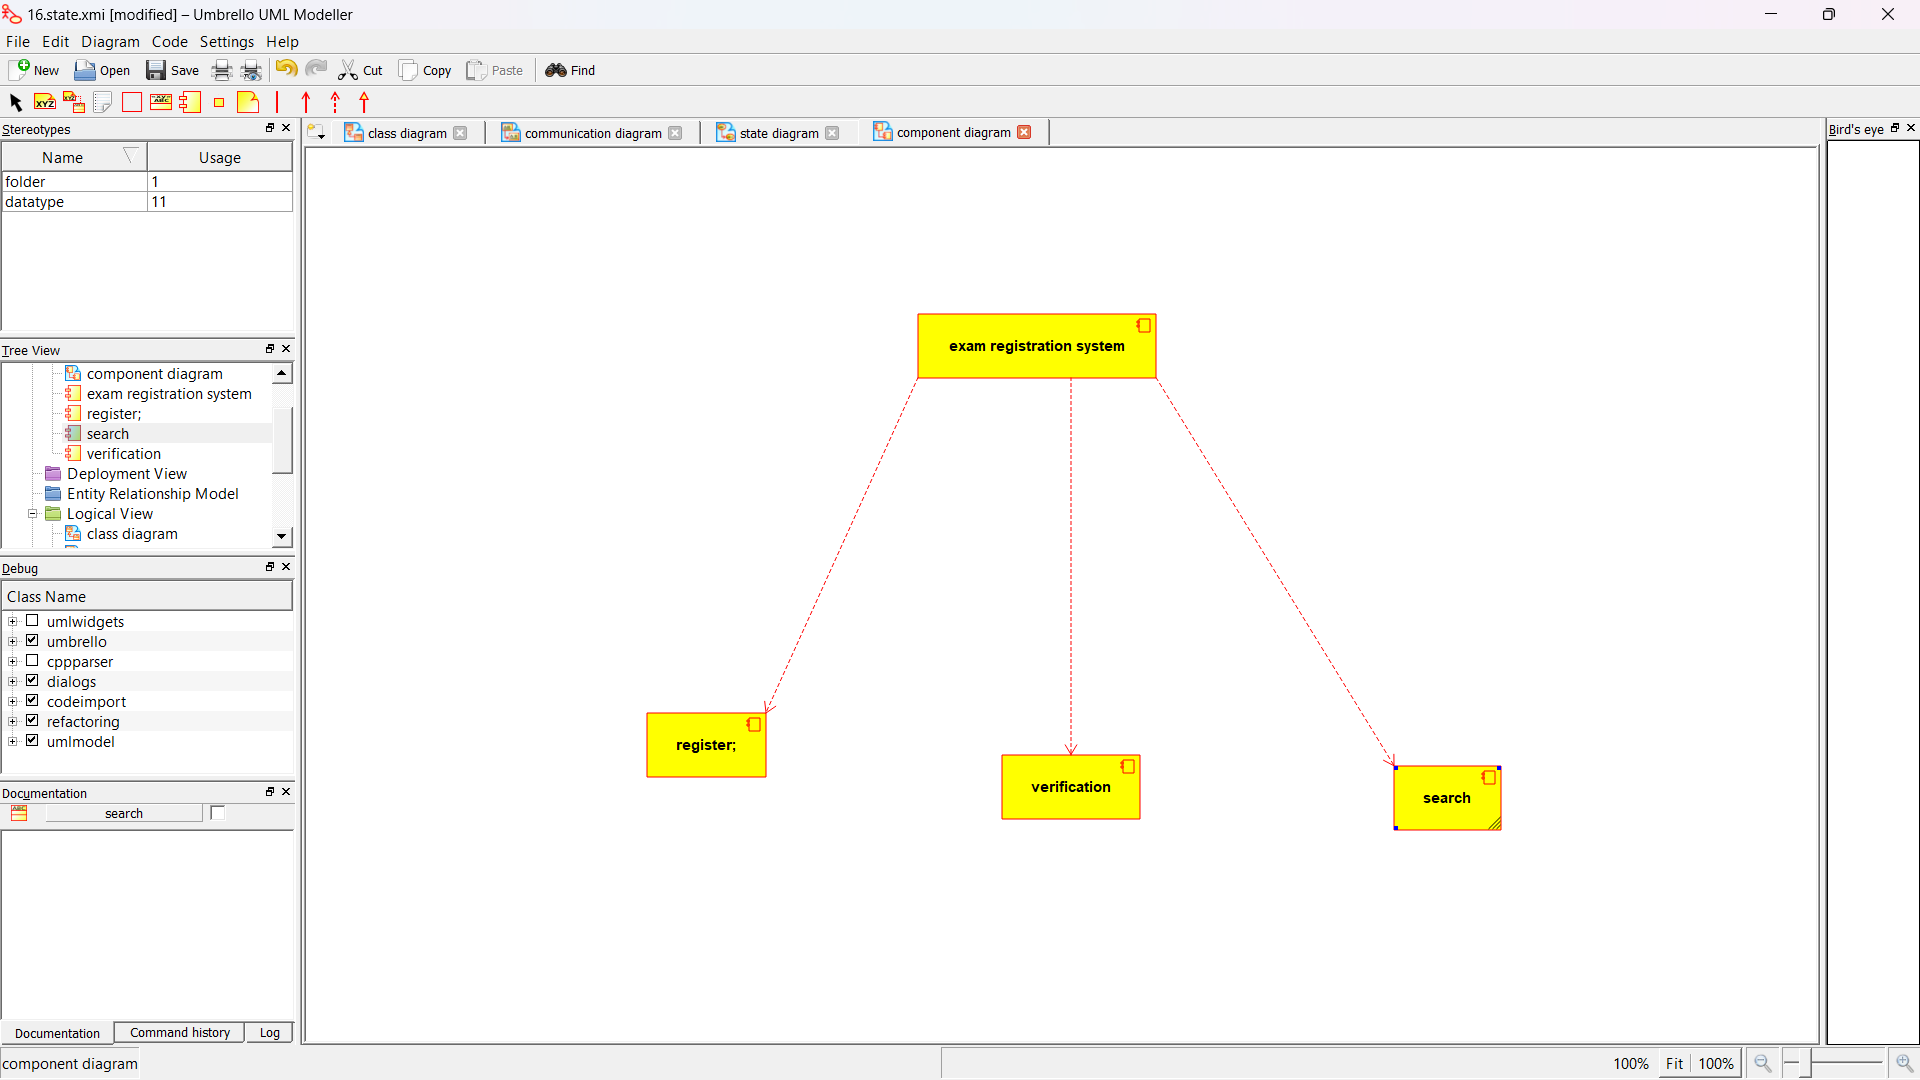 16.state.xmi [modified] – Umbrello UML Modeller
File Edit Diagram Code Settings Help
New Open Save Cut Copy Paste Find
XYZ
Stereotypes
Name Usage
folder 1
datatype 11
Tree View
component diagram
exam registration system
register;
search
verification
Deployment View
Entity Relationship Model
Logical View
class diagram
Debug
Class Name
umlwidgets
umbrello
cppparser
dialogs
codeimport
refactoring
umlmodel
Documentation
search
Documentation Command history Log
class diagram communication diagram state diagram component diagram
exam registration system
register;
verification
search
Bird's eye
component diagram
100% Fit 100%